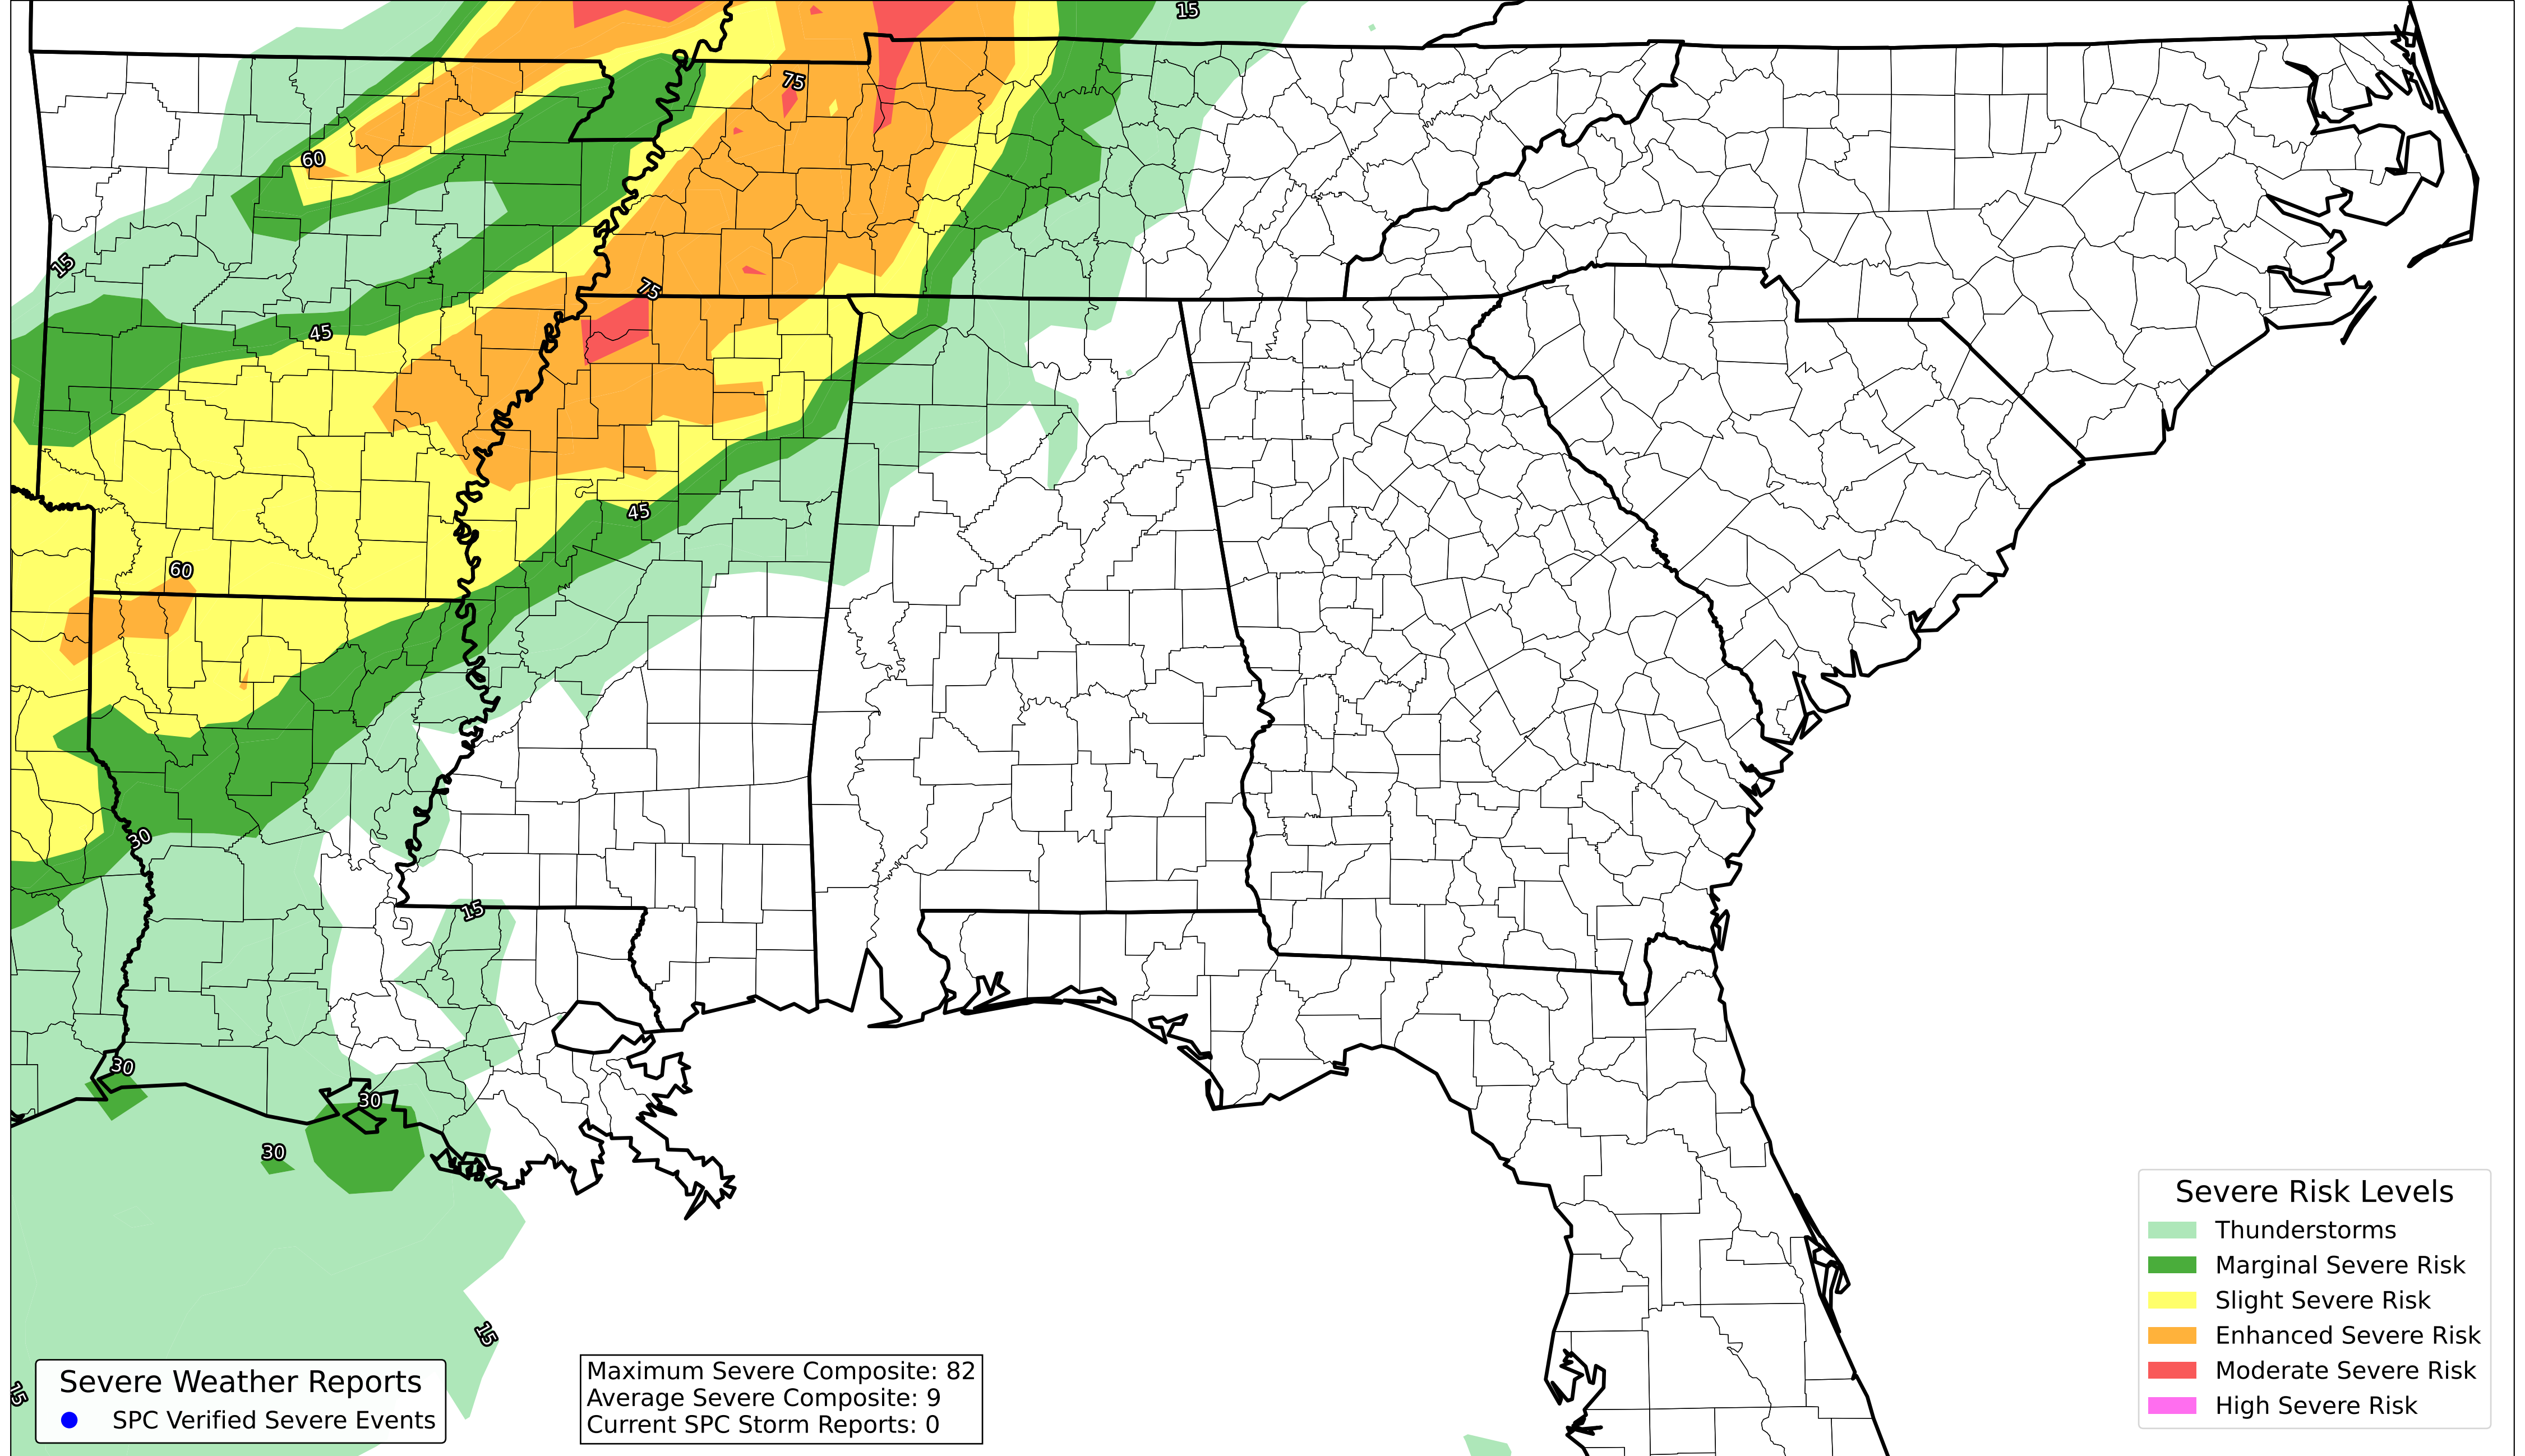 15
75
60
15
75
45
45
60
30
15
30
30
30
15
15
Severe Risk Levels
Thunderstorms
Marginal Severe Risk
Slight Severe Risk
Enhanced Severe Risk
Moderate Severe Risk
High Severe Risk
Severe Weather Reports
SPC Verified Severe Events
Maximum Severe Composite: 82
Average Severe Composite: 9
Current SPC Storm Reports: 0